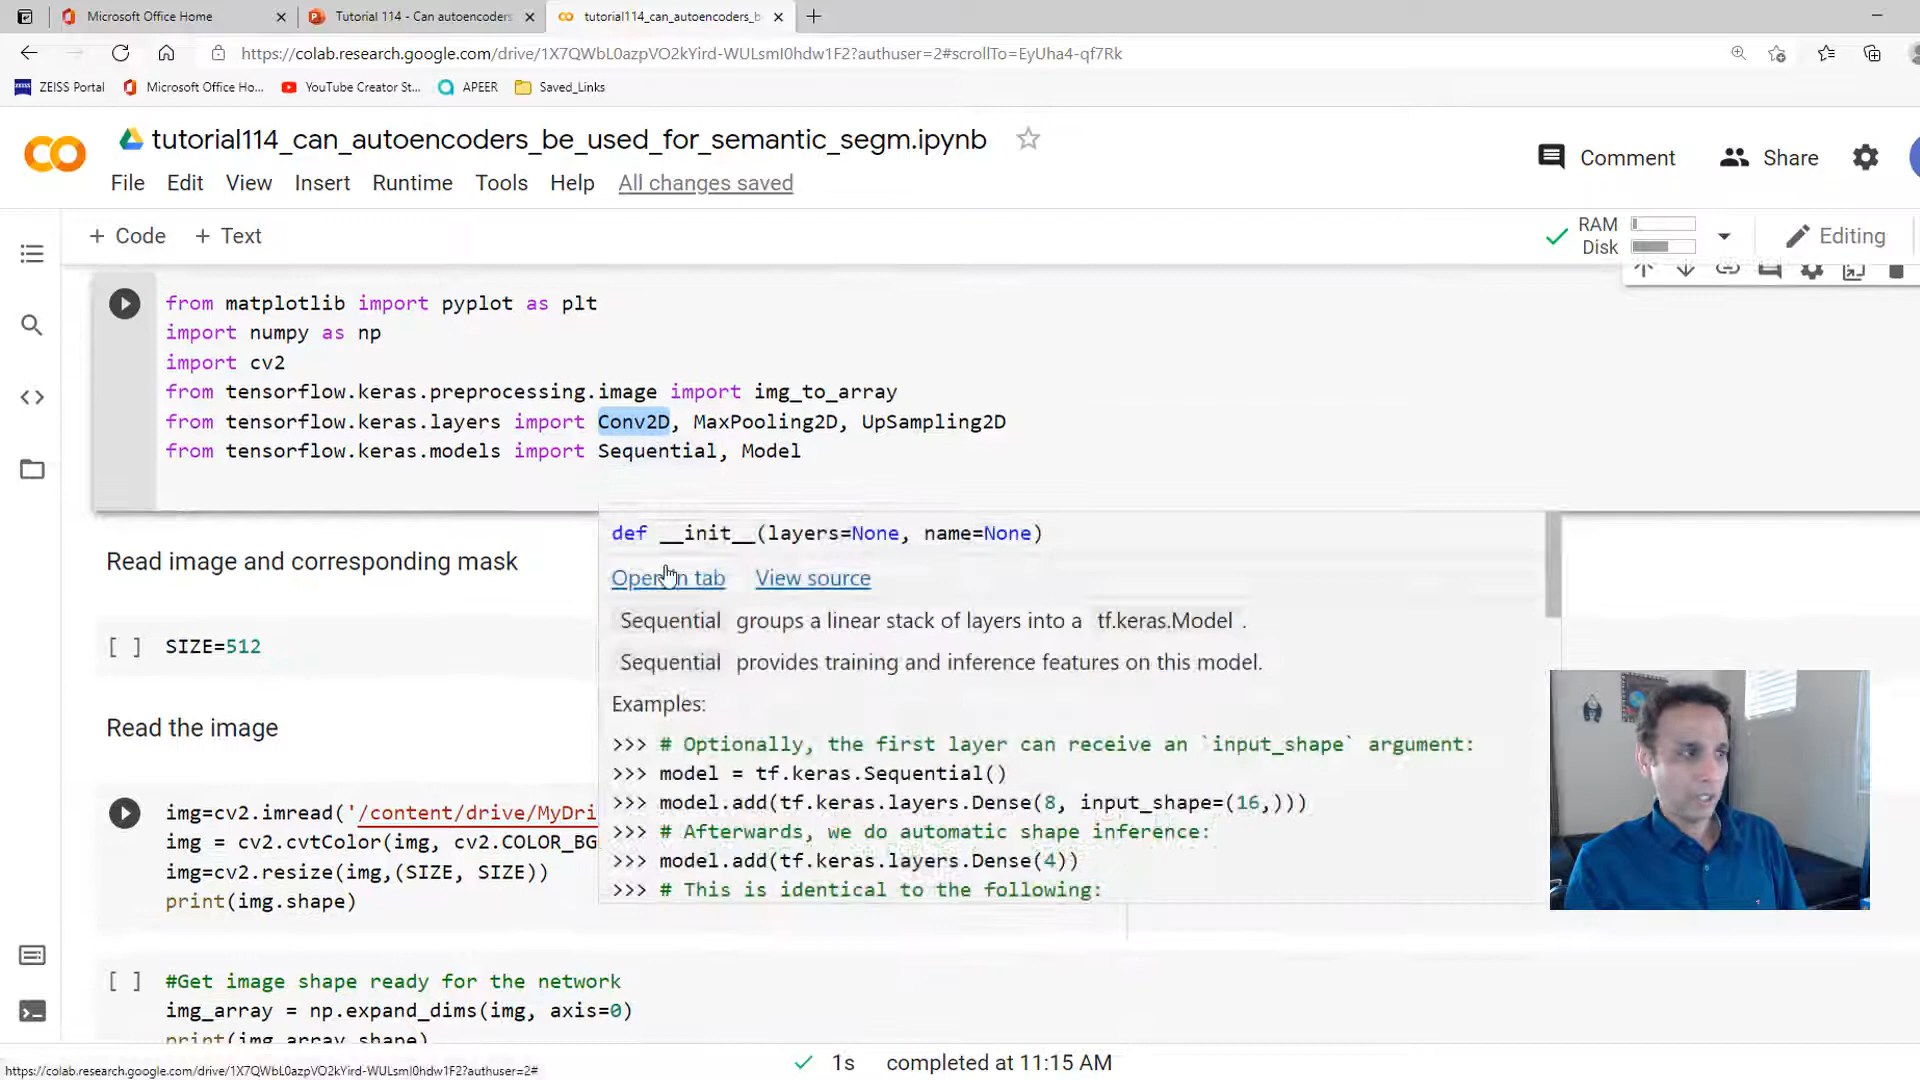 Microsoft Office Home
Tutorial 114 - Can autoencoders
tutorial114_can_autoencoders_b
https://colab.research.google.com/drive/1X7QWbL0azpVO2kYird-WULsmI0hdw1F2?authuser=2#scrollTo=EyUha4-qf7Rk
ZEISS Portal
Microsoft Office Ho...
YouTube Creator St...
APEER
Saved_Links
tutorial114_can_autoencoders_be_used_for_semantic_segm.ipynb
Comment
Share
File Edit View Insert Runtime Tools Help All changes saved
+ Code + Text
RAM
Disk
Editing
from matplotlib import pyplot as plt
import numpy as np
import cv2
from tensorflow.keras.preprocessing.image import img_to_array
from tensorflow.keras.layers import Conv2D, MaxPooling2D, UpSampling2D
from tensorflow.keras.models import Sequential, Model
def __init__(layers=None, name=None)
Open in tab View source
Sequential groups a linear stack of layers into a tf.keras.Model .
Sequential provides training and inference features on this model.
Examples:
>>> # Optionally, the first layer can receive an `input_shape` argument:
>>> model = tf.keras.Sequential()
>>> model.add(tf.keras.layers.Dense(8, input_shape=(16,)))
>>> # Afterwards, we do automatic shape inference:
>>> model.add(tf.keras.layers.Dense(4))
>>> # This is identical to the following:
Read image and corresponding mask
[ ] SIZE=512
Read the image
img=cv2.imread('/content/drive/MyDri
img = cv2.cvtColor(img, cv2.COLOR_BG
img=cv2.resize(img,(SIZE, SIZE))
print(img.shape)
[ ] #Get image shape ready for the network
img_array = np.expand_dims(img, axis=0)
print(img_array.shape)
1s completed at 11:15 AM
https://colab.research.google.com/drive/1X7QWbL0azpVO2kYird-WULsmI0hdw1F2?authuser=2#